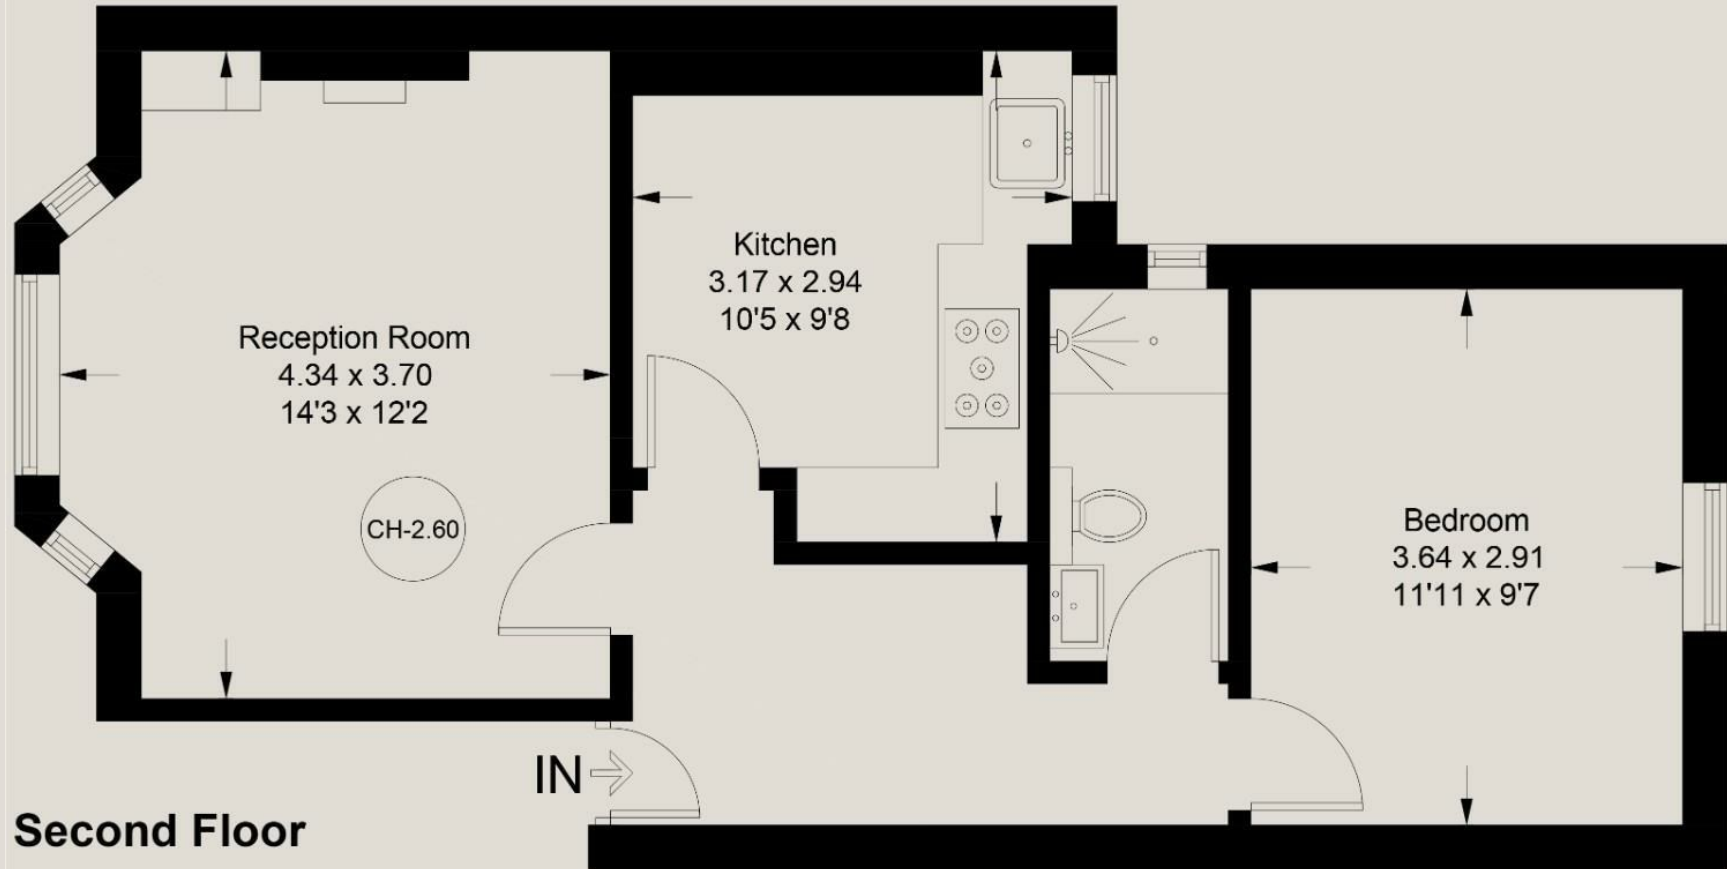 Kitchen
3.17 x 2.94
10'5 x 9'8
Reception Room
4.34 x 3.70
14'3 x 12'2
CH-2.60
Bedroom
3.64 x 2.91
11'11 x 9'7
IN
Second Floor